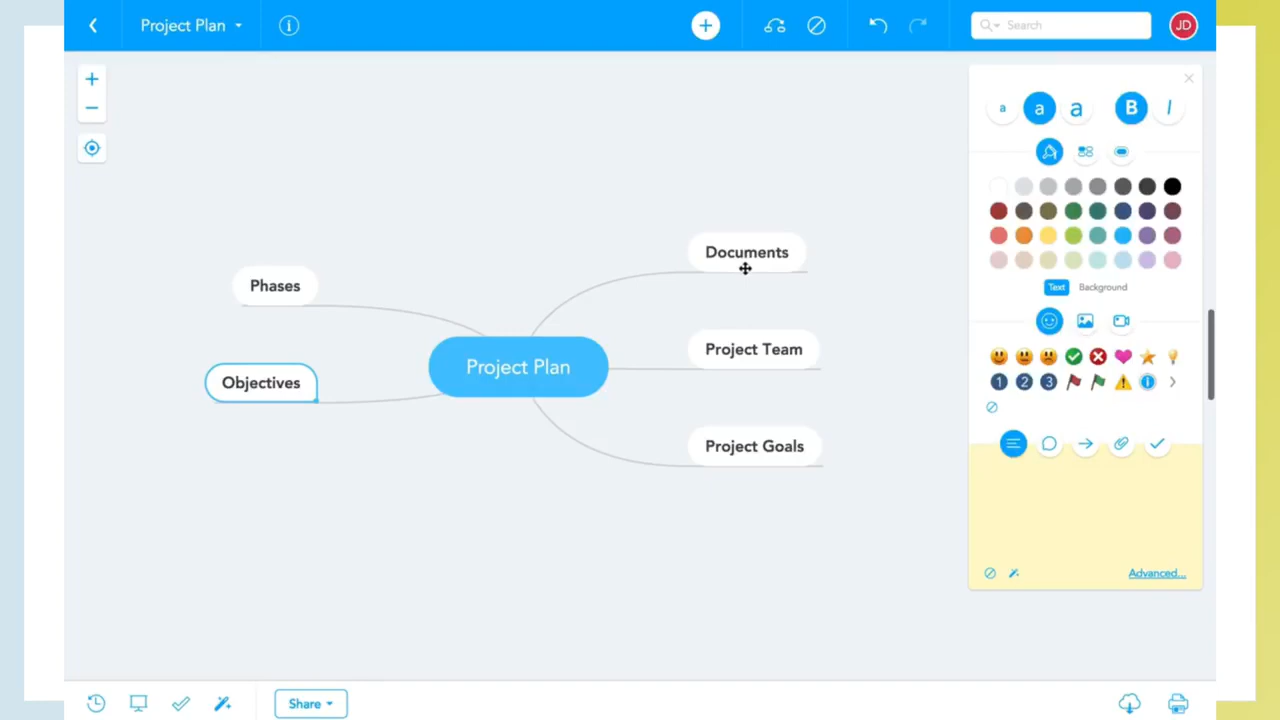 Project Plan
Search
JD
a a a B I
Documents
Phases
Project Team
Project Plan
Objectives
Project Goals
Text Background
1 2 3
Advanced...
Share